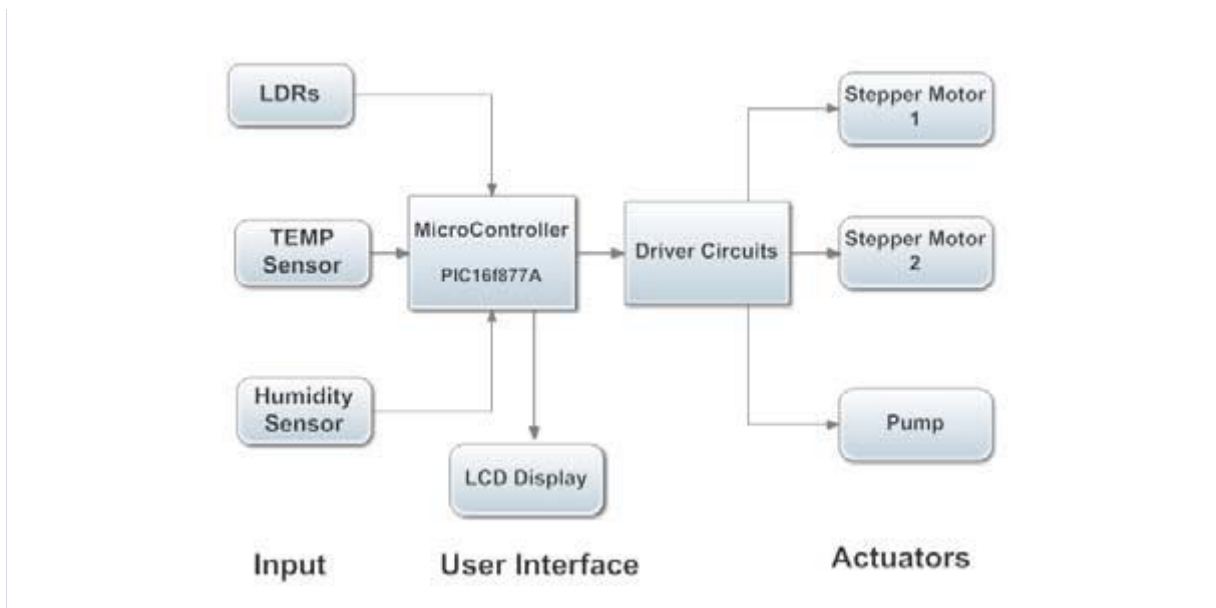 LDRs
TEMP
Sensor
Humidity
Sensor
MicroController
PIC16f877A
LCD Display
Driver Circuits
Stepper Motor
1
Stepper Motor
2
Pump
Input
User Interface
Actuators